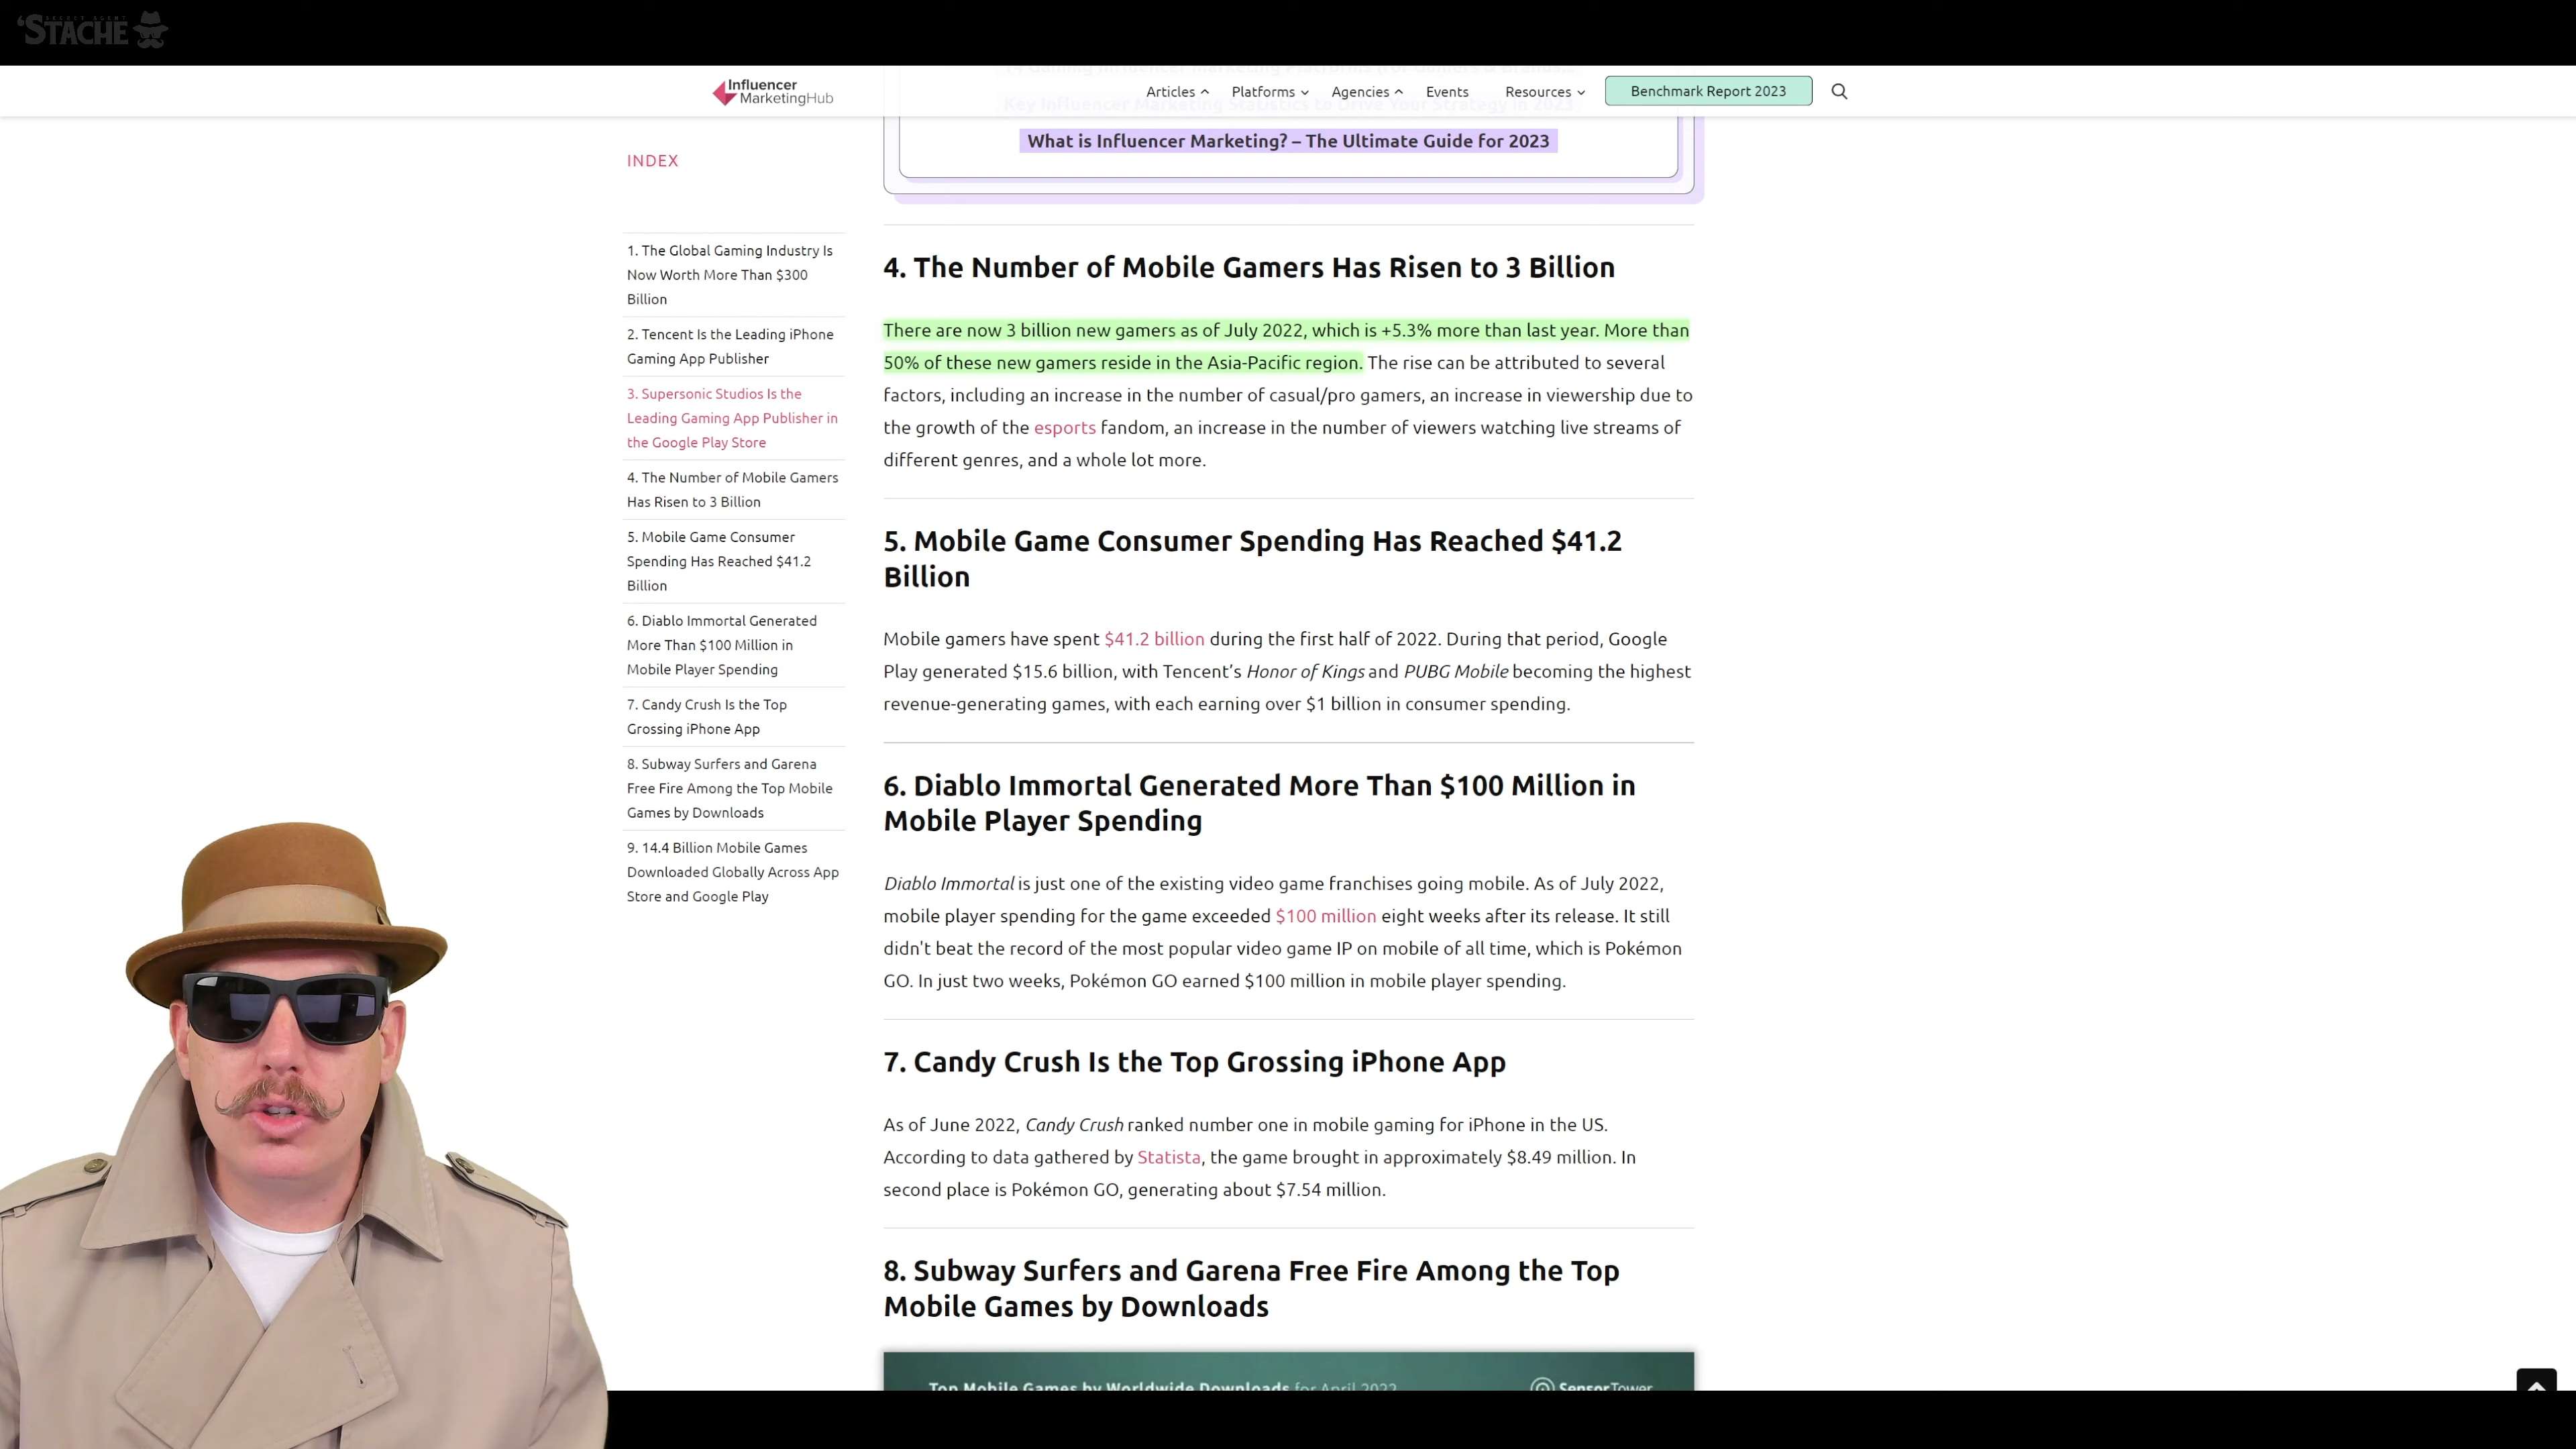 SECRET AGENT
'STACHE
Influencer
MarketingHub
Articles
Platforms
Agencies
Events
Resources
Benchmark Report 2023
Key Influencer Marketing Statistics to Drive Your Strategy in 2023
What is Influencer Marketing? – The Ultimate Guide for 2023
INDEX
1. The Global Gaming Industry Is
Now Worth More Than $300
Billion
2. Tencent Is the Leading iPhone
Gaming App Publisher
3. Supersonic Studios Is the
Leading Gaming App Publisher in
the Google Play Store
4. The Number of Mobile Gamers
Has Risen to 3 Billion
5. Mobile Game Consumer
Spending Has Reached $41.2
Billion
6. Diablo Immortal Generated
More Than $100 Million in
Mobile Player Spending
7. Candy Crush Is the Top
Grossing iPhone App
8. Subway Surfers and Garena
Free Fire Among the Top Mobile
Games by Downloads
9. 14.4 Billion Mobile Games
Downloaded Globally Across App
Store and Google Play
4. The Number of Mobile Gamers Has Risen to 3 Billion
There are now 3 billion new gamers as of July 2022, which is +5.3% more than last year. More than
50% of these new gamers reside in the Asia-Pacific region. The rise can be attributed to several
factors, including an increase in the number of casual/pro gamers, an increase in viewership due to
the growth of the esports fandom, an increase in the number of viewers watching live streams of
different genres, and a whole lot more.
5. Mobile Game Consumer Spending Has Reached $41.2
Billion
Mobile gamers have spent $41.2 billion during the first half of 2022. During that period, Google
Play generated $15.6 billion, with Tencent's Honor of Kings and PUBG Mobile becoming the highest
revenue-generating games, with each earning over $1 billion in consumer spending.
6. Diablo Immortal Generated More Than $100 Million in
Mobile Player Spending
Diablo Immortal is just one of the existing video game franchises going mobile. As of July 2022,
mobile player spending for the game exceeded $100 million eight weeks after its release. It still
didn't beat the record of the most popular video game IP on mobile of all time, which is Pokémon
GO. In just two weeks, Pokémon GO earned $100 million in mobile player spending.
7. Candy Crush Is the Top Grossing iPhone App
As of June 2022, Candy Crush ranked number one in mobile gaming for iPhone in the US.
According to data gathered by Statista, the game brought in approximately $8.49 million. In
second place is Pokémon GO, generating about $7.54 million.
8. Subway Surfers and Garena Free Fire Among the Top
Mobile Games by Downloads
Top Mobile Games by Worldwide Downloads for April 2022
SensorTower